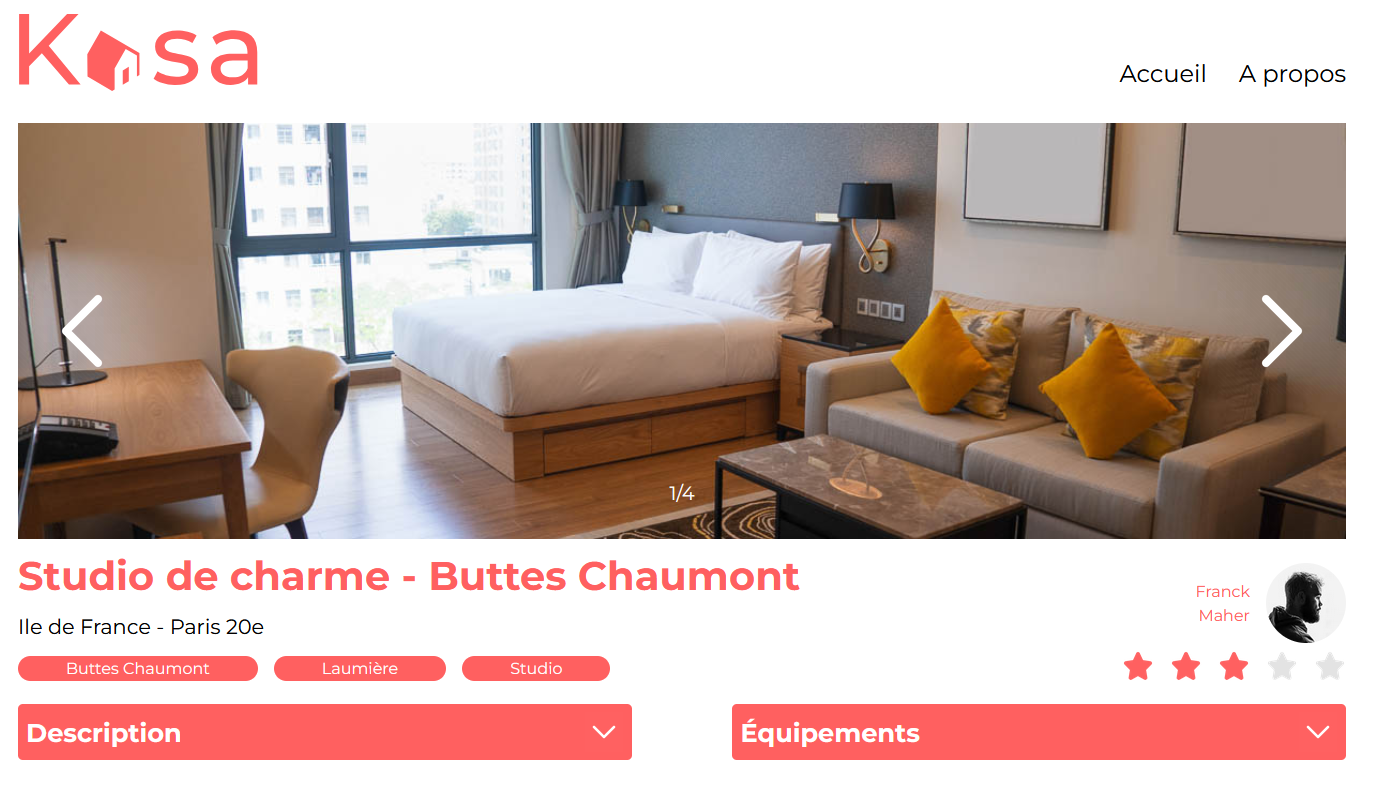 Kasa
Accueil A propos
1/4
Studio de charme - Buttes Chaumont
Ile de France - Paris 20e
Franck
Maher
Buttes Chaumont Laumière Studio
Description
Équipements